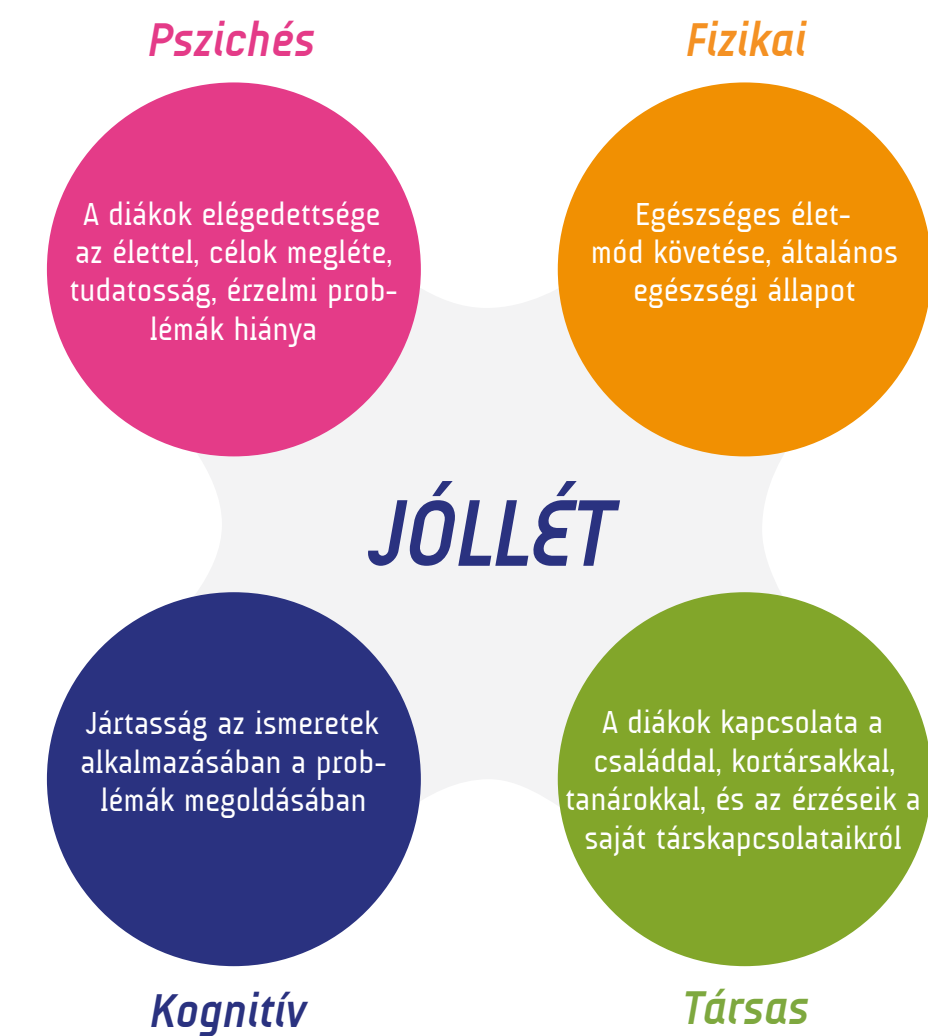 Pszichés
Fizikai
A diákok elégedettsége
az élettel, célok megléte,
tudatosság, érzelmi prob-
lémák hiánya
Egészséges élet-
mód követése, általános
egészségi állapot
JÓLLÉT
Jártasság az ismeretek
alkalmazásában a prob-
lémák megoldásában
A diákok kapcsolata a
családdal, kortársakkal,
tanárokkal, és az érzéseik a
saját társkapcsolataikról
Kognitív
Társas